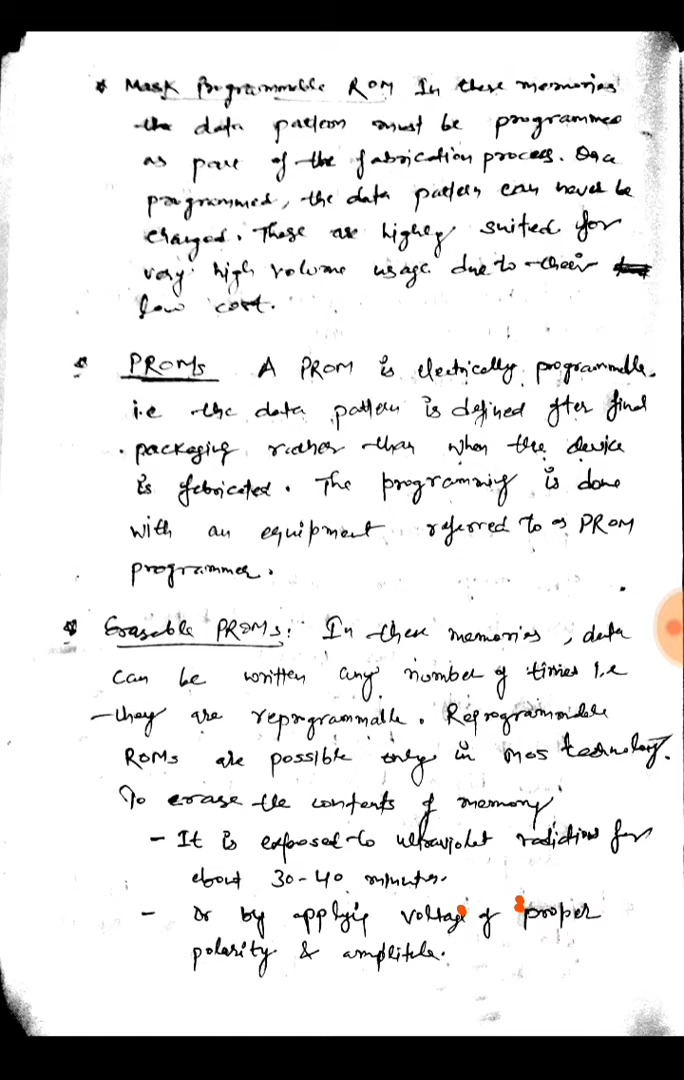 * Mask Programmable ROM In these memories
the data pattern must be programmed
as part of the fabrication process. Once
programmed, the data pattern can never be
changed. These are highly suited for
very high volume usage due to their
low cost.
* PROMs A PROM is electrically programmable
i.e the data pattern is defined after final
packaging rather than when the device
is fabricated. The programming is done
with an equipment referred to as PROM
programmer.
* Erasable PROMs: In these memories, data
can be written any number of times i.e
they are reprogrammable. Reprogrammable
ROMs are possible only in MOS technology.
To erase the contents of memory
- It is exposed to ultraviolet radiations for
about 30-40 minutes.
- Or by applying voltage of proper
polarity & amplitude.